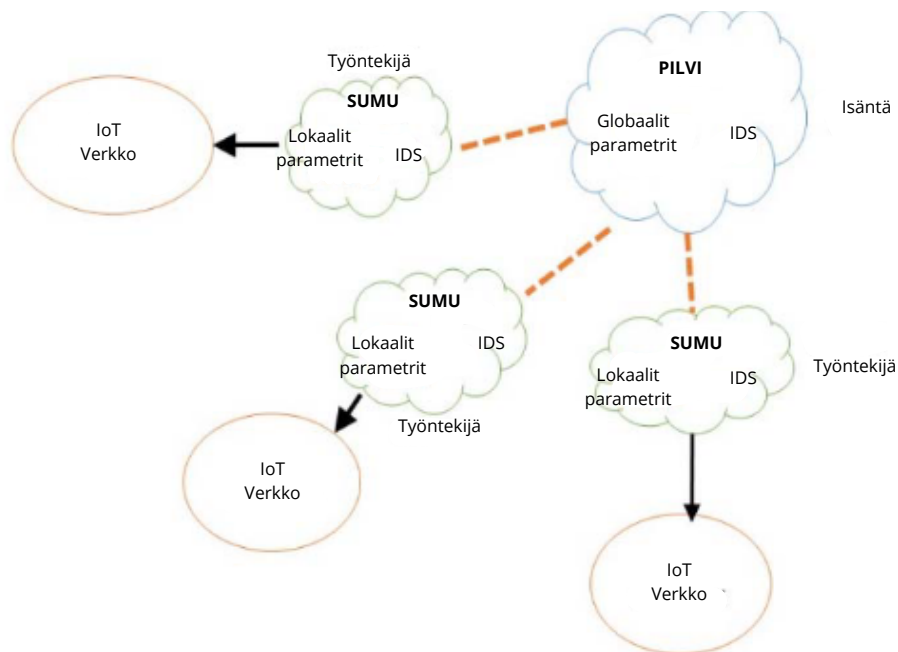 Työntekijä
SUMU
Lokaalit
parametrit
IDS
IoT
Verkko
PILVI
Globaalit
parametrit
IDS
Isäntä
SUMU
Lokaalit
parametrit
IDS
Työntekijä
IoT
Verkko
SUMU
Lokaalit
parametrit
IDS
Työntekijä
IoT
Verkko